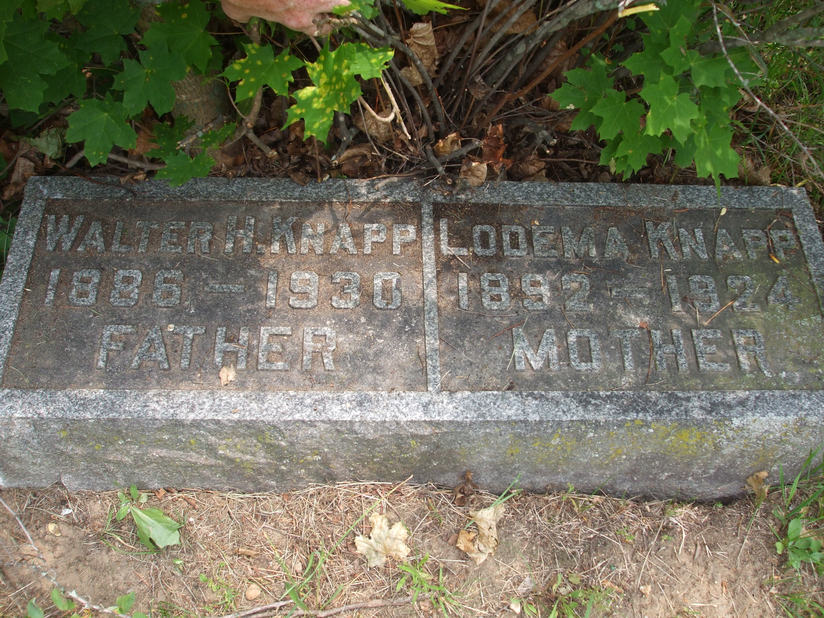 WALTER H. KNAPP
1886 - 1930
FATHER
LODEMA KNAPP
1892 - 1924
MOTHER